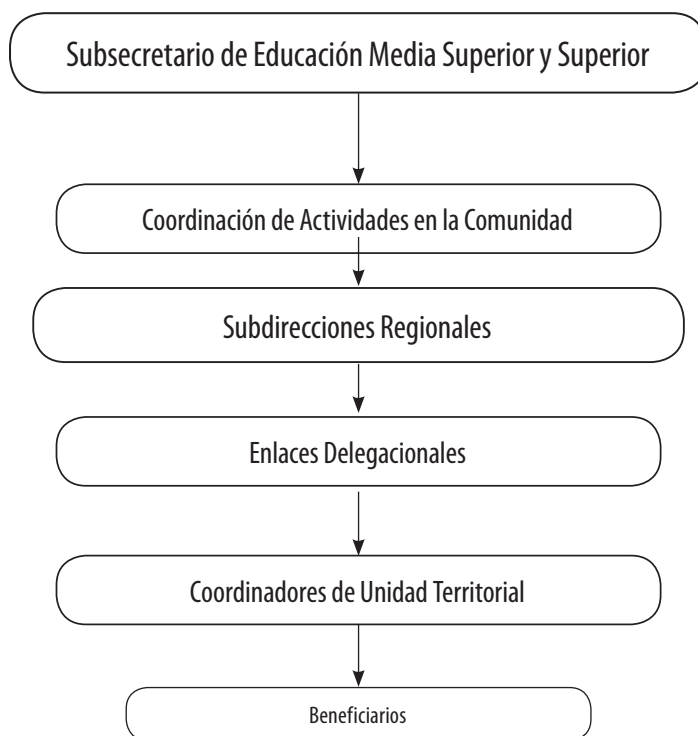 Subsecretario de Educación Media Superior y Superior
Coordinación de Actividades en la Comunidad
Subdirecciones Regionales
Enlaces Delegacionales
Coordinadores de Unidad Territorial
Beneficiarios